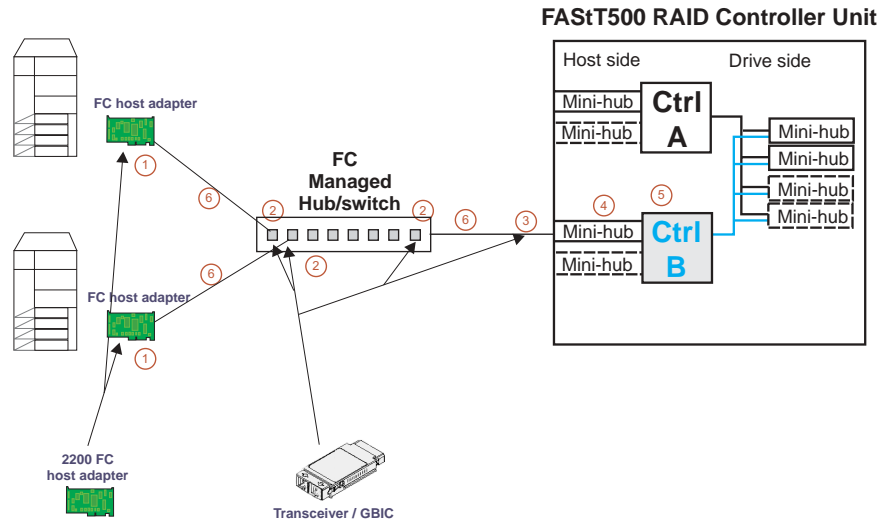 FAStT500 RAID Controller Unit
Host side
Drive side
FC host adapter
Mini-hub
Ctrl
A
Mini-hub
Mini-hub
Mini-hub
Mini-hub
Mini-hub
1
FC
Managed
Hub/switch
6
2
2
6
3
4
5
Mini-hub
Ctrl
B
Mini-hub
6
2
FC host adapter
1
2200 FC
host adapter
Transceiver / GBIC